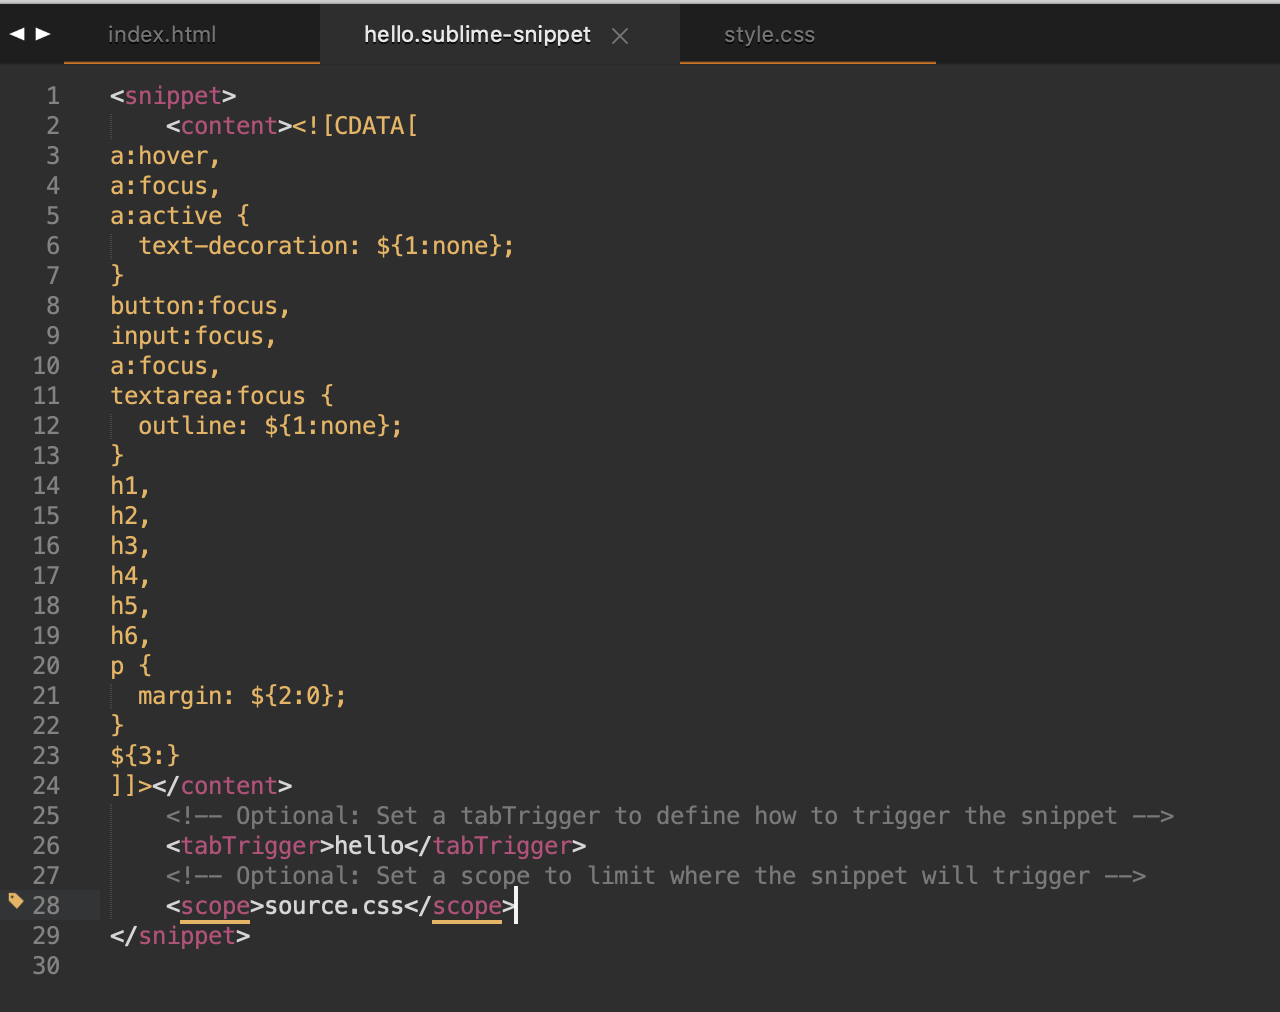 index.html hello.sublime-snippet style.css
1 <snippet>
2     <content><![CDATA[
3 a:hover,
4 a:focus,
5 a:active {
6   text-decoration: ${1:none};
7 }
8 button:focus,
9 input:focus,
10 a:focus,
11 textarea:focus {
12   outline: ${1:none};
13 }
14 h1,
15 h2,
16 h3,
17 h4,
18 h5,
19 h6,
20 p {
21   margin: ${2:0};
22 }
23 ${3:}
24 ]]></content>
25     <!-- Optional: Set a tabTrigger to define how to trigger the snippet -->
26     <tabTrigger>hello</tabTrigger>
27     <!-- Optional: Set a scope to limit where the snippet will trigger -->
28     <scope>source.css</scope>
29 </snippet>
30